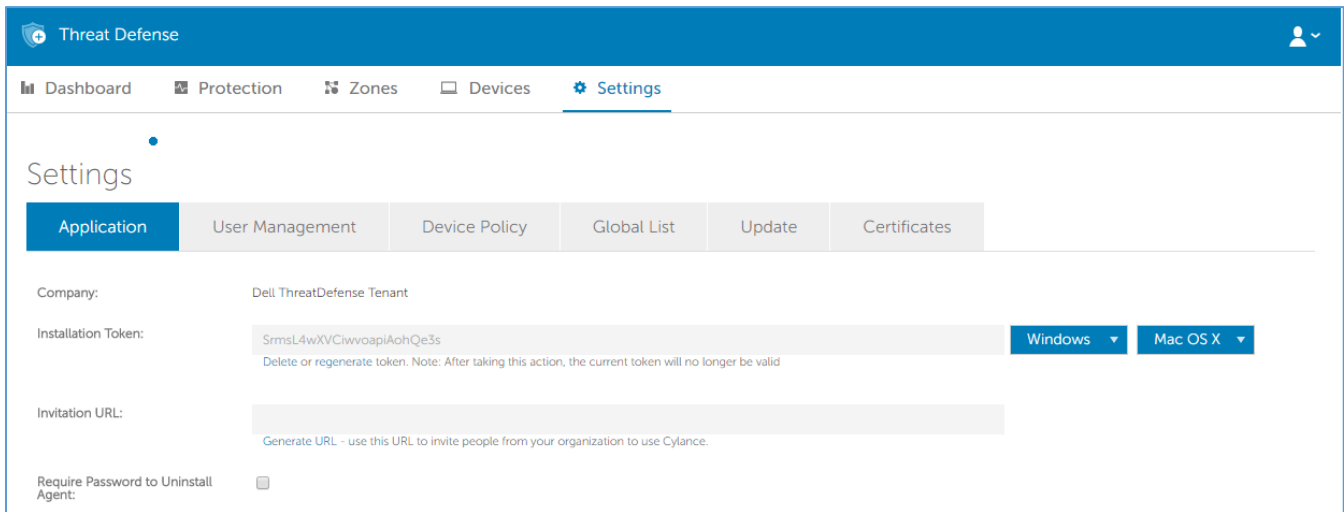 Threat Defense
Dashboard Protection Zones Devices Settings
Settings
Application User Management Device Policy Global List Update Certificates
Company: Dell ThreatDefense Tenant
Installation Token: SrmsL4wXVCiwvoapiAohQe3s Windows Mac OS X
Delete or regenerate token. Note: After taking this action, the current token will no longer be valid
Invitation URL:
Generate URL - use this URL to invite people from your organization to use Cylance.
Require Password to Uninstall
Agent: